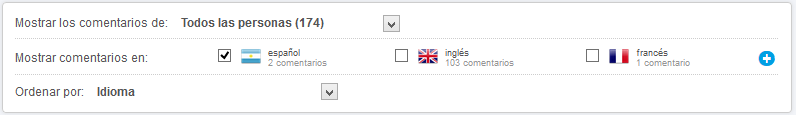 Mostrar los comentarios de: Todos las personas (174)
Mostrar comentarios en: español inglés francés
2 comentarios 103 comentarios 1 comentario
Ordenar por: Idioma